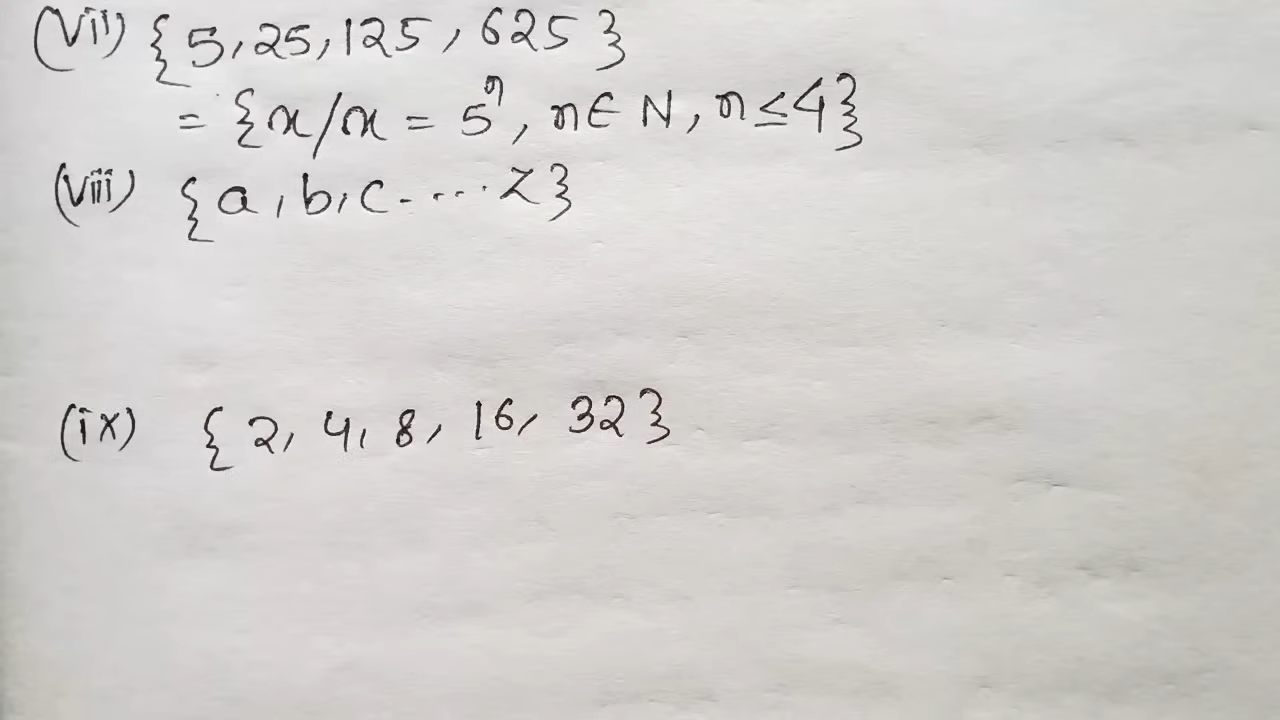 (vii) {5, 25, 125, 625}
= {x/x = 5ⁿ, n∈ N, n ≤ 4}
(viii) {a, b, c - .... z}
(ix) {2, 4, 8, 16, 32}